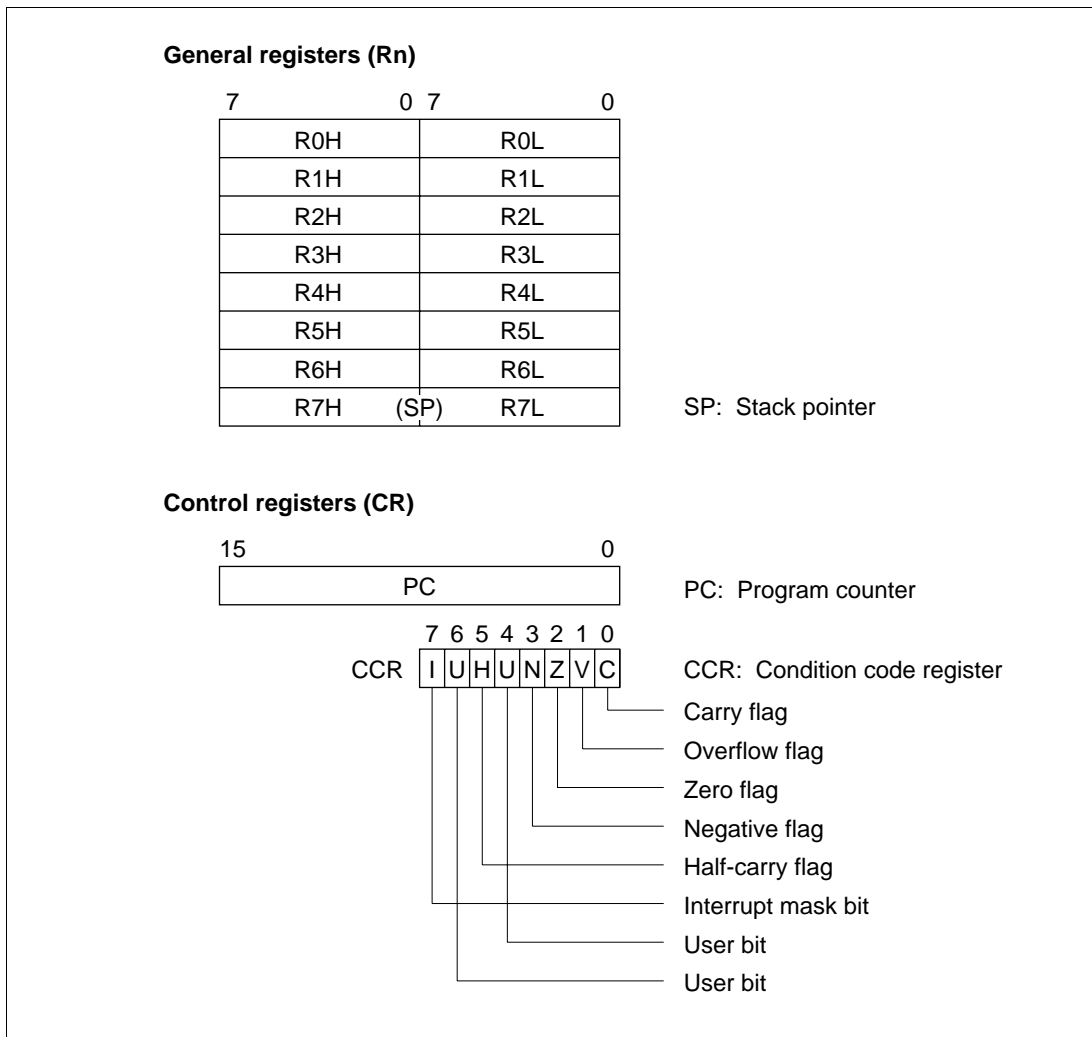 General registers (Rn)
7 0 7 0
R0H R0L
R1H R1L
R2H R2L
R3H R3L
R4H R4L
R5H R5L
R6H R6L
R7H (SP) R7L SP: Stack pointer
Control registers (CR)
15 0
PC PC: Program counter
7 6 5 4 3 2 1 0
CCR I U H U N Z V C CCR: Condition code register
Carry flag
Overflow flag
Zero flag
Negative flag
Half-carry flag
Interrupt mask bit
User bit
User bit